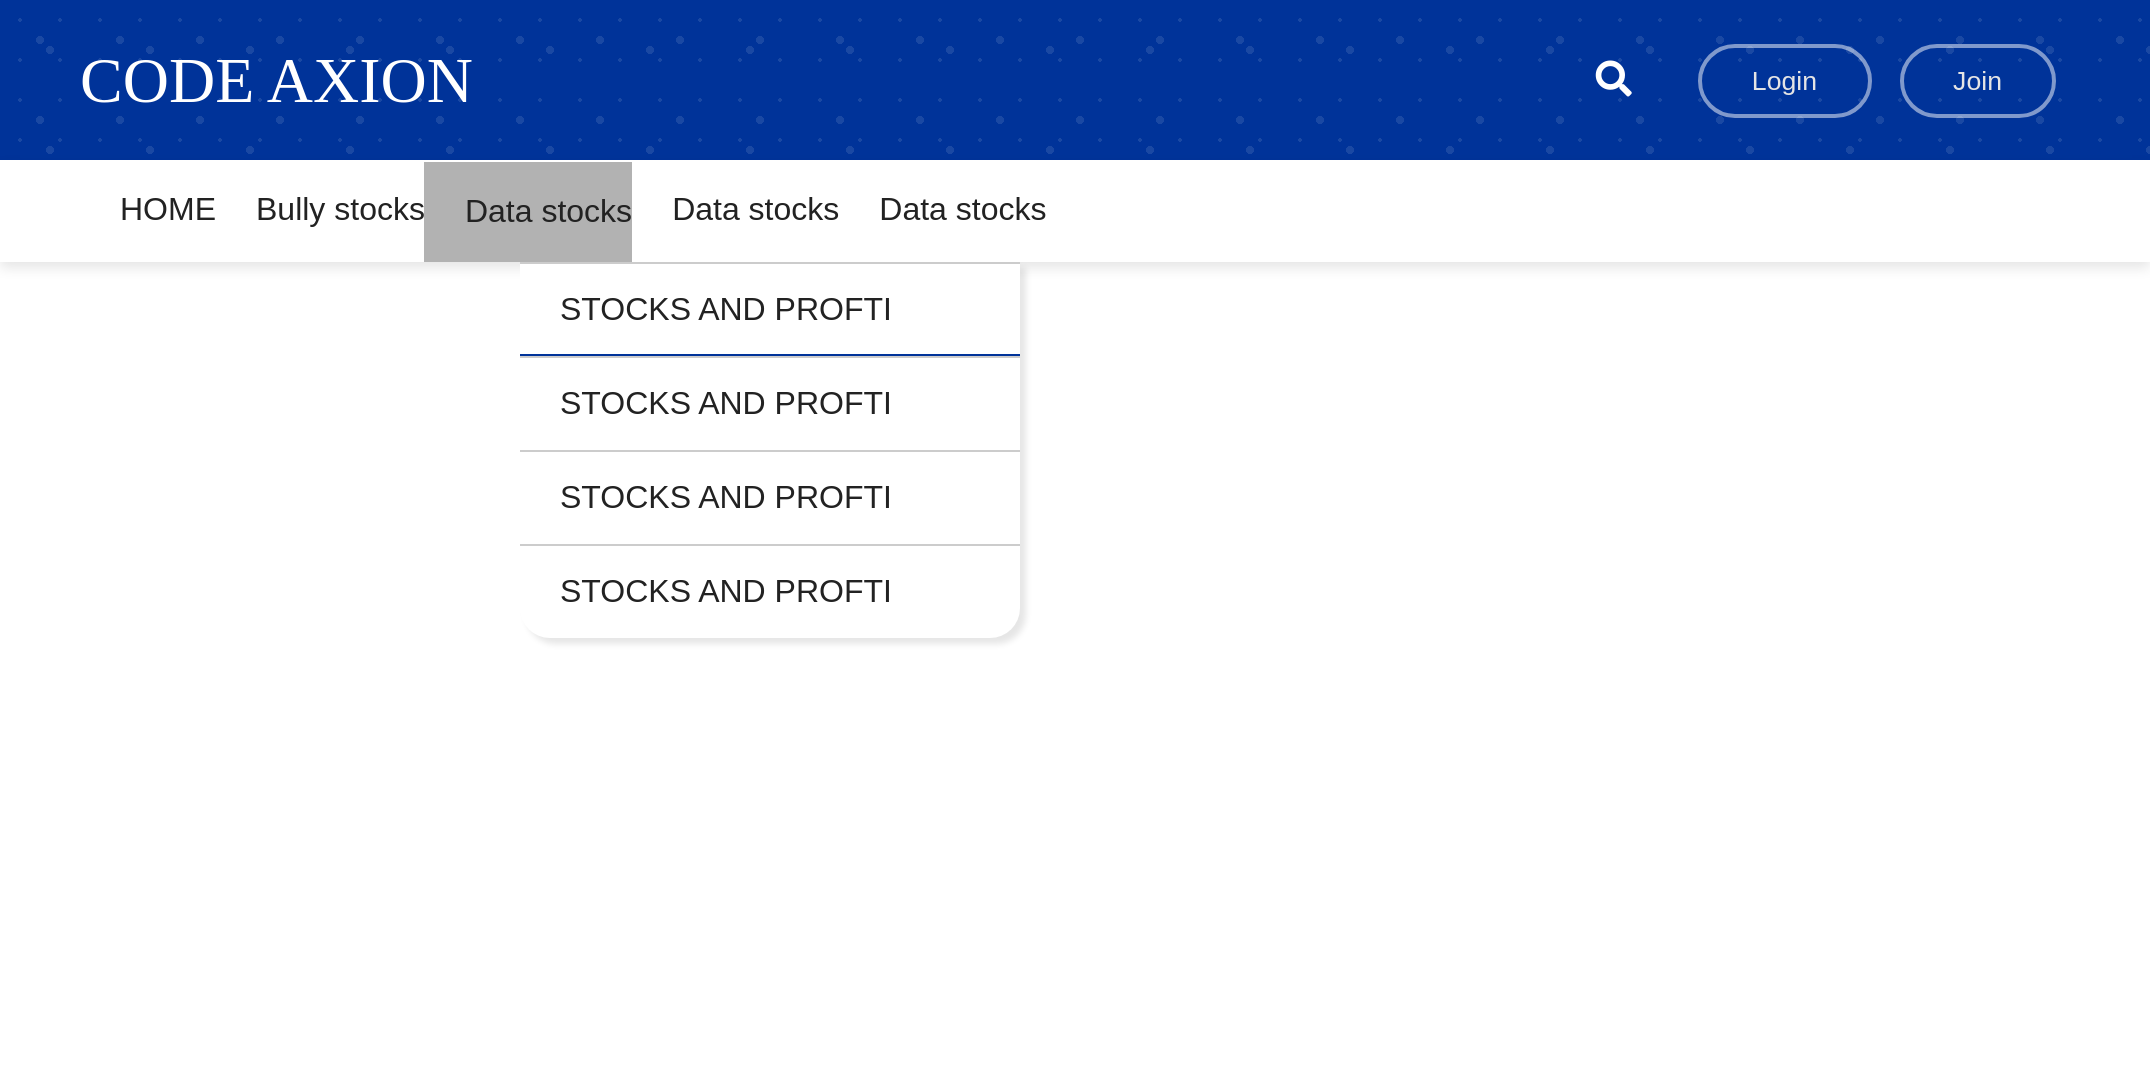 CODE AXION
Login
Join
HOME
Bully stocks
Data stocks
Data stocks
Data stocks
STOCKS AND PROFTI
STOCKS AND PROFTI
STOCKS AND PROFTI
STOCKS AND PROFTI